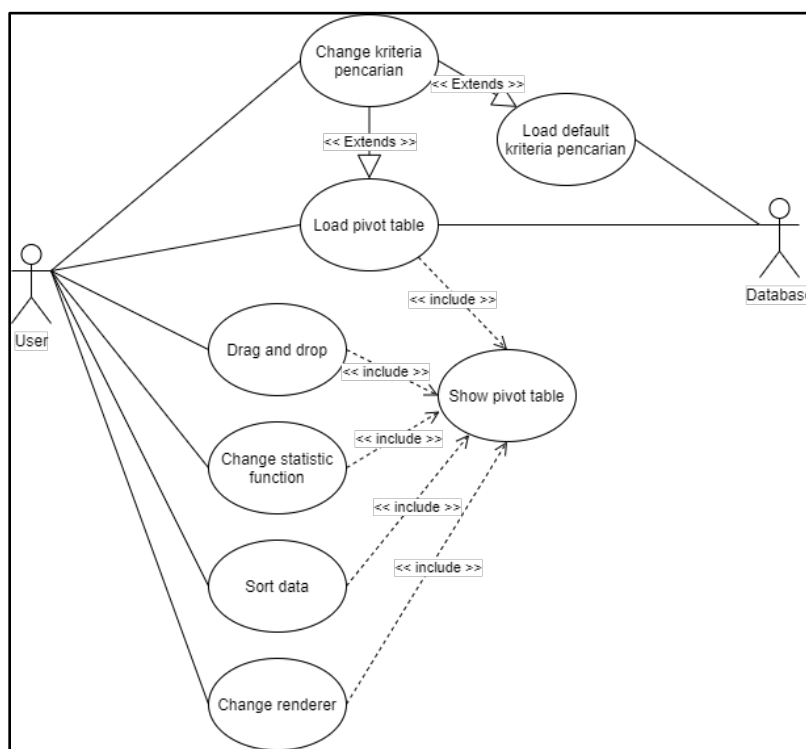 Change kriteria
pencarian
<< Extends >>
Load default
kriteria pencarian
<< Extends >>
Load pivot table
User
Database
<< include >>
Drag and drop
<< include >>
Show pivot table
Change statistic
function
<< include >>
<< include >>
Sort data
<< include >>
Change renderer